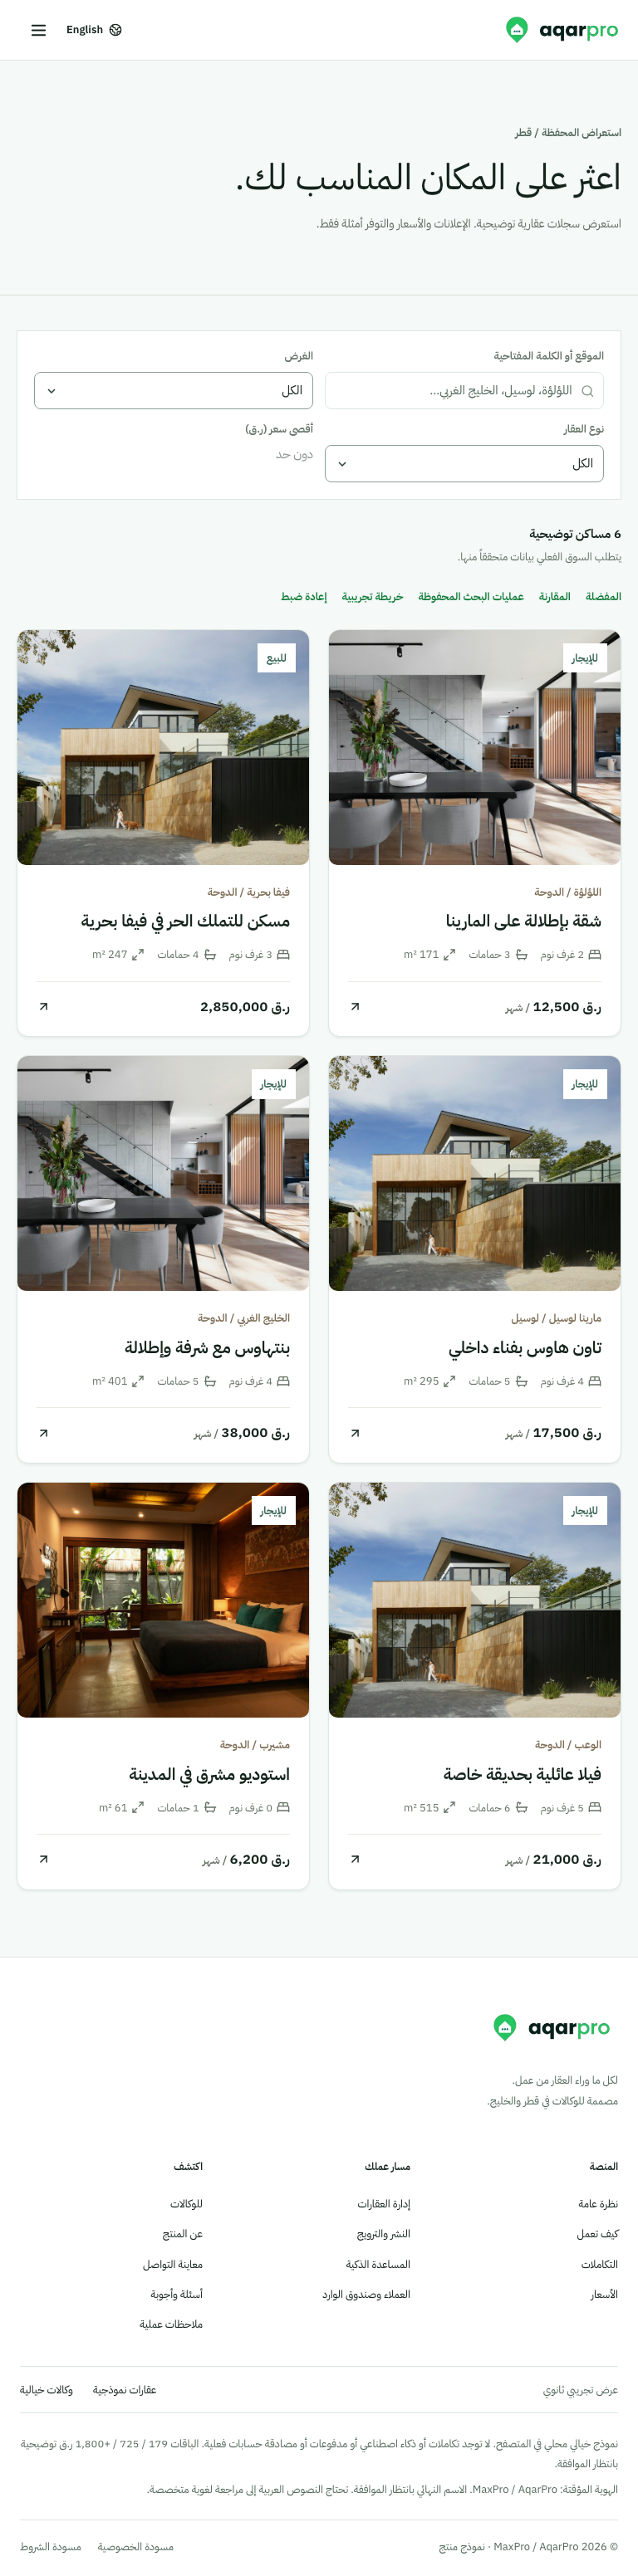 aqarpro
English
استعراض المحفظة / قطر
اعثر على المكان المناسب لك.
استعرض سجلات عقارية توضيحية. الإعلانات والأسعار والتوفر أمثلة فقط.
الموقع أو الكلمة المفتاحية
الغرض
اللؤلؤة، لوسيل، الخليج الغربي...
الكل
نوع العقار
أقصى سعر (ر.ق)
الكل
دون حد
6 مساكن توضيحية
يتطلب السوق الفعلي بيانات متحققاً منها.
المفضلة
المقارنة
عمليات البحث المحفوظة
خريطة تجريبية
إعادة ضبط
للإيجار
اللؤلؤة / الدوحة
شقة بإطلالة على المارينا
2 غرف نوم
3 حمامات
171 m²
ر.ق 12,500 / شهر
للبيع
فيفا بحرية / الدوحة
مسكن للتملك الحر في فيفا بحرية
3 غرف نوم
4 حمامات
247 m²
ر.ق 2,850,000
للإيجار
مارينا لوسيل / لوسيل
تاون هاوس بفناء داخلي
4 غرف نوم
5 حمامات
295 m²
ر.ق 17,500 / شهر
للإيجار
الخليج الغربي / الدوحة
بنتهاوس مع شرفة وإطلالة
4 غرف نوم
5 حمامات
401 m²
ر.ق 38,000 / شهر
للإيجار
الوعب / الدوحة
فيلا عائلية بحديقة خاصة
5 غرف نوم
6 حمامات
515 m²
ر.ق 21,000 / شهر
للإيجار
مشيرب / الدوحة
استوديو مشرق في المدينة
0 غرف نوم
1 حمامات
61 m²
ر.ق 6,200 / شهر
aqarpro
لكل ما وراء العقار من عمل.
مصممة للوكالات في قطر والخليج.
المنصة
نظرة عامة
كيف تعمل
التكاملات
الأسعار
مسار عملك
إدارة العقارات
النشر والترويج
المساعدة الذكية
العملاء وصندوق الوارد
اكتشف
للوكالات
عن المنتج
معاينة التواصل
أسئلة وأجوبة
ملاحظات عملية
عرض تجريبي ثانوي
عقارات نموذجية
وكالات خيالية
نموذج خيالي محلي في المتصفح. لا توجد تكاملات أو ذكاء اصطناعي أو مدفوعات أو مصادقة حسابات فعلية. الباقات 179 / 725 / +1,800 ر.ق توضيحية
بانتظار الموافقة.
الهوية المؤقتة: MaxPro / AqarPro. الاسم النهائي بانتظار الموافقة. تحتاج النصوص العربية إلى مراجعة لغوية متخصصة.
© 2026 MaxPro / AqarPro · نموذج منتج
مسودة الخصوصية
مسودة الشروط